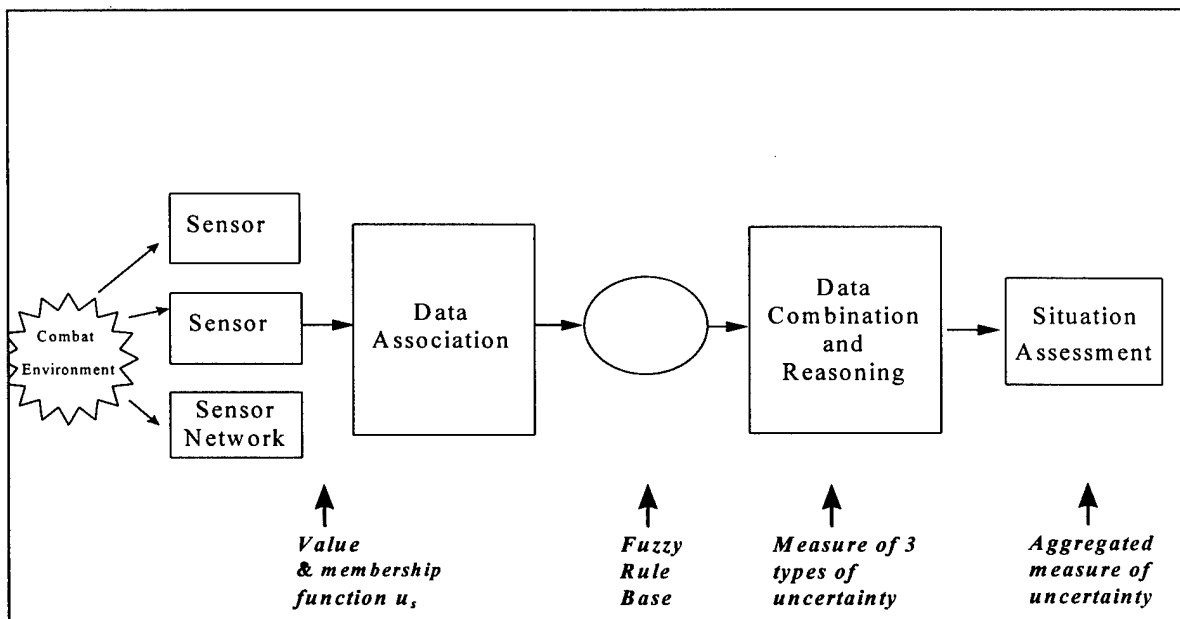 Sensor
Combat
Environment
Sensor
Sensor
Network
Data
Association
Data
Combination
and
Reasoning
Situation
Assessment
Value
& membership
function u_s
Fuzzy
Rule
Base
Measure of 3
types of
uncertainty
Aggregated
measure of
uncertainty